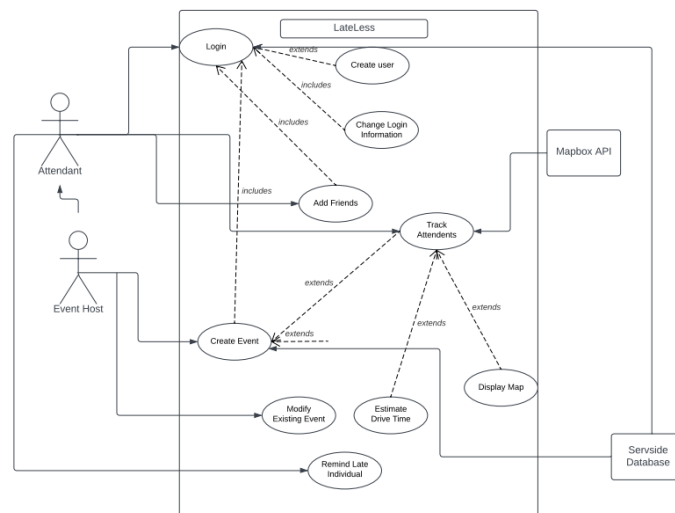 LateLess
Login
extends
Create user
includes
Change Login
Information
includes
Mapbox API
Attendant
includes
Add Friends
Track
Attendents
Event Host
extends
extends
extends
extends
Create Event
Display Map
Modify
Existing Event
Estimate
Drive Time
Servside
Database
Remind Late
Individual